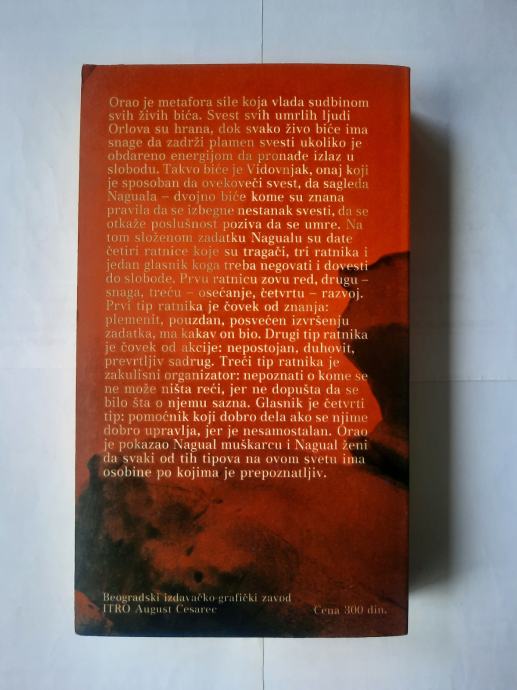 Orao je metafora sile koja vlada sudbinom
svih živih bića. Svest svih umrlih ljudi
Orlova su hrana, dok svako živo biće ima
snage da zadrži plamen svesti ukoliko je
obdareno energijom da pronađe izlaz u
slobodu. Takvo biće je Vidovnjak, onaj koji
je sposoban da ovekoveči svest, da sagleda
Naguala – dvojno biće kome su znana
pravila da se izbegne nestanak svesti, da se
otkaže poslušnost poziva da se umre. Na
tom složenom zadatku Nagualu su date
četiri ratnice koje su tragači, tri ratnika i
jedan glasnik koga treba negovati i dovesti
do slobode. Prvu ratnicu zovu red, drugu –
snaga, treću – osećanje, četvrtu – razvoj.
Prvi tip ratnika je čovek od znanja:
plemenit, pouzdan, posvećen izvršenju
zadatka, ma kakav on bio. Drugi tip ratnika
je čovek od akcije: nepostojan, duhovit,
prevrtljiv sadrug. Treći tip ratnika je
zakulisni organizator: nepoznati o kome se
ne može ništa reći, jer ne dopušta da se
bilo šta o njemu sazna. Glasnik je četvrti
tip: pomoćnik koji dobro dela ako se njime
dobro upravlja, jer je nesamostalan. Orao
je pokazao Nagual muškarcu i Nagual ženi
da svaki od tih tipova na ovom svetu ima
osobine po kojima je prepoznatljiv.
Beogradski izdavačko-grafički zavod
ITRO August Cesarec
Cena 300 din.